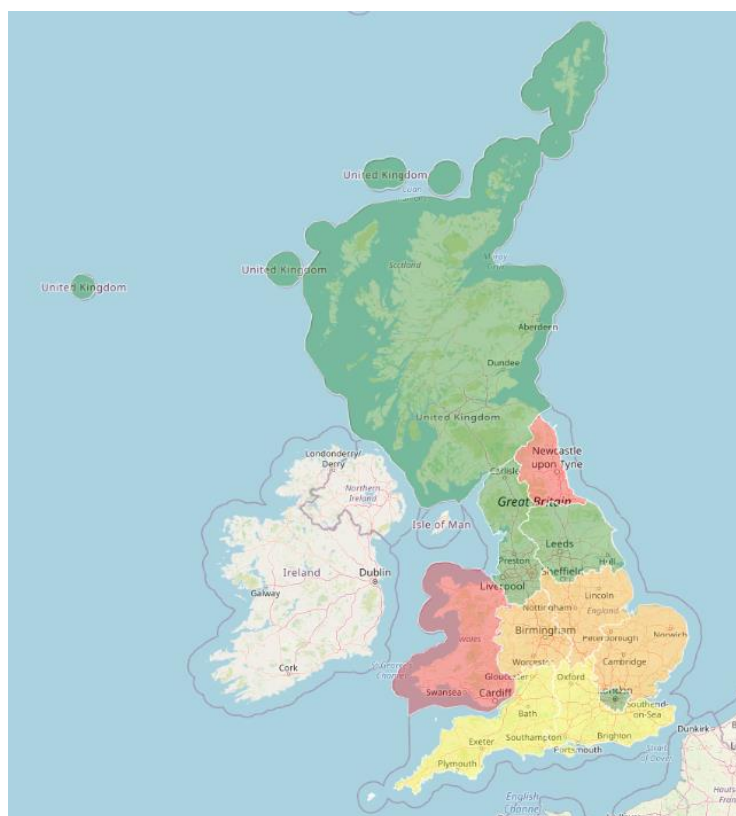 United Kingdom
United Kingdom
United Kingdom
Scotland
Aberdeen
Dundee
United Kingdom
Newcastle
upon Tyne
Londonderry/
Derry
Carlisle
Northern
Ireland
Great Britain
Isle of Man
Leeds
Preston
Hull
Ireland
Dublin
Sheffield
Liverpool
Galway
Lincoln
Nottingham
England
Wales
Birmingham
Peterborough
Norwich
Cork
Worcester
Cambridge
Swansea
Cardiff
Oxford
Bath
Southend-
on-Sea
Dunkirk
Exeter
Southampton
Brighton
Portsmouth
Plymouth
English
Channel